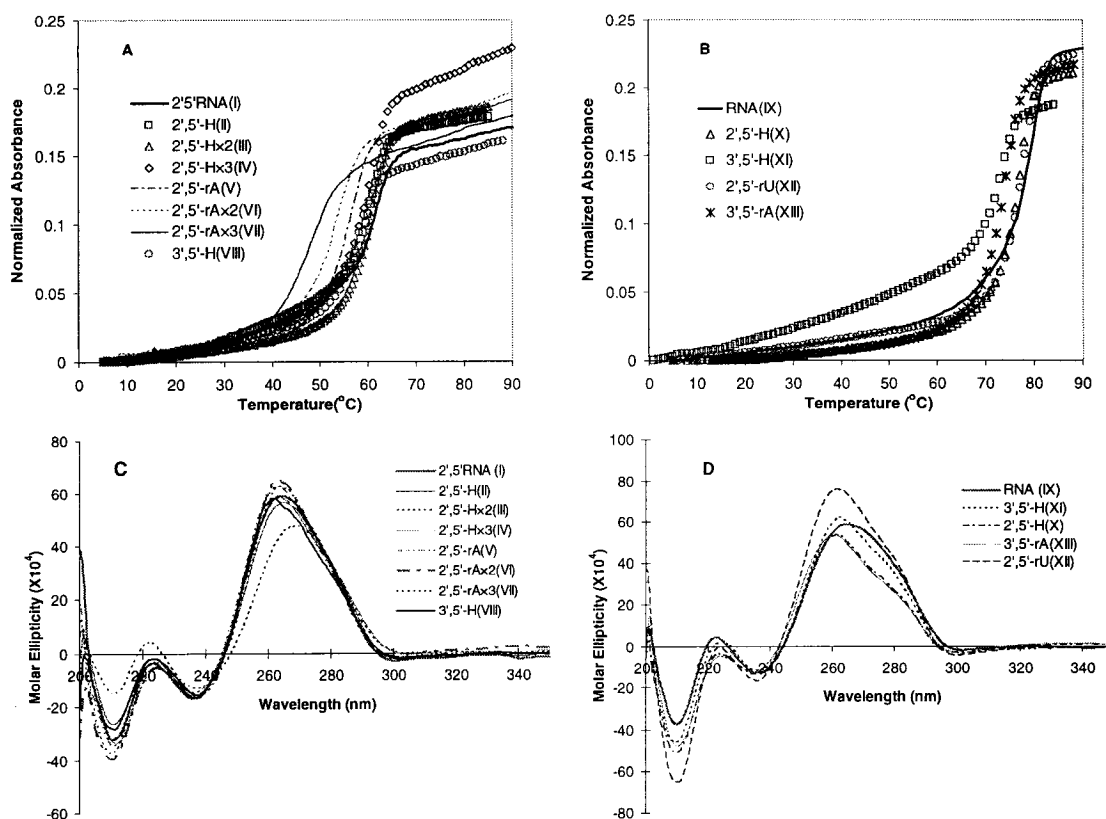 A
Normalized Absorbance
0.25
0.2
0.15
0.1
0.05
0
2'5'RNA(I)
2',5'-H(II)
2',5'-H×2(III)
2',5'-H×3(IV)
2',5'-rA(V)
2',5'-rA×2(VI)
2',5'-rA×3(VII)
3',5'-H(VIII)
0 10 20 30 40 50 60 70 80 90
Temperature(°C)
B
Normalized Absorbance
0.25
0.2
0.15
0.1
0.05
0
RNA(IX)
2',5'-H(X)
3',5'-H(XI)
2',5'-rU(XII)
3',5'-rA(XIII)
0 10 20 30 40 50 60 70 80 90
Temperature (°C)
C
Molar Ellipticity (X10⁴)
80
60
40
20
0
-20
-40
-60
2',5'RNA (I)
2',5'-H(II)
2',5'-Hx2(III)
2',5'-Hx3(IV)
2',5'-rA(V)
2',5'-rAx2(VI)
2',5'-rAx3(VII)
3',5'-H(VIII)
200 220 240 260 280 300 320 340
Wavelength (nm)
D
Molar Ellipticity (X10⁴)
100
80
60
40
20
0
-20
-40
-60
-80
RNA (IX)
3',5'-H(XI)
2',5'-H(X)
3',5'-rA(XIII)
2',5'-rU(XII)
200 220 240 260 280 300 320 340
Wavelength (nm)